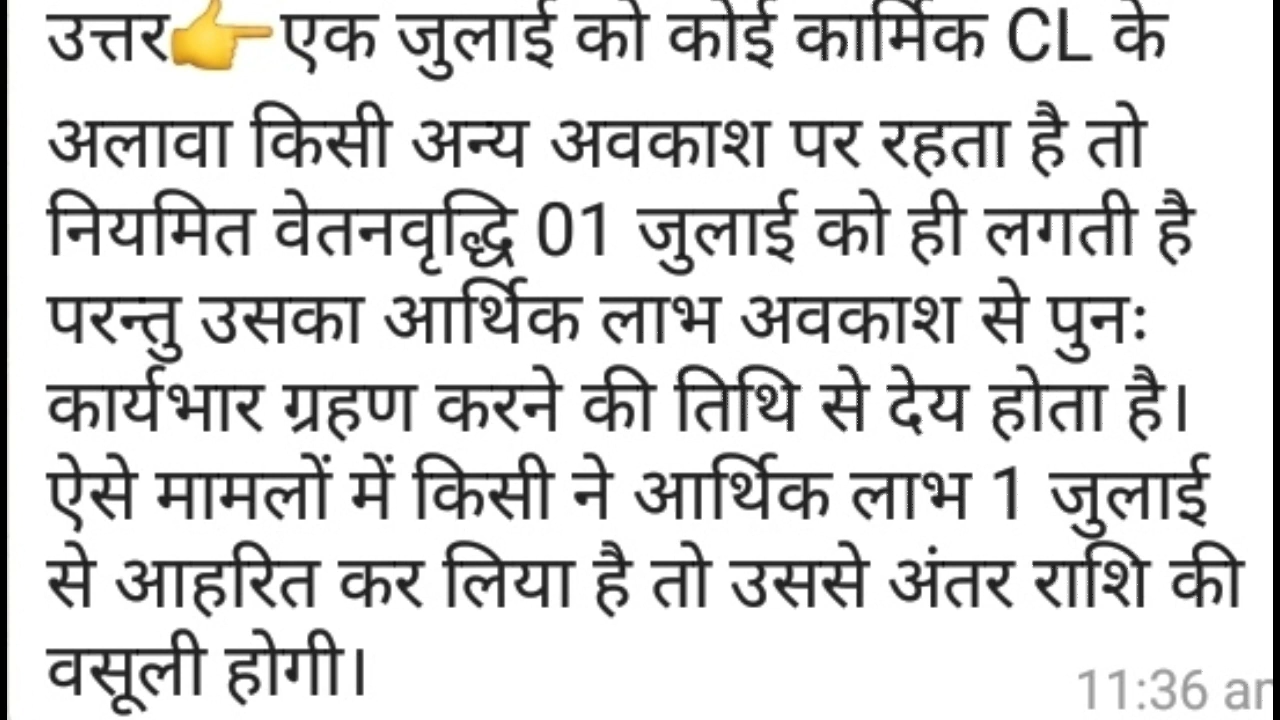 उत्तर👉एक जुलाई को कोई कार्मिक CL के
अलावा किसी अन्य अवकाश पर रहता है तो
नियमित वेतनवृद्धि 01 जुलाई को ही लगती है
परन्तु उसका आर्थिक लाभ अवकाश से पुनः
कार्यभार ग्रहण करने की तिथि से देय होता है।
ऐसे मामलों में किसी ने आर्थिक लाभ 1 जुलाई
से आहरित कर लिया है तो उससे अंतर राशि की
वसूली होगी।
11:36